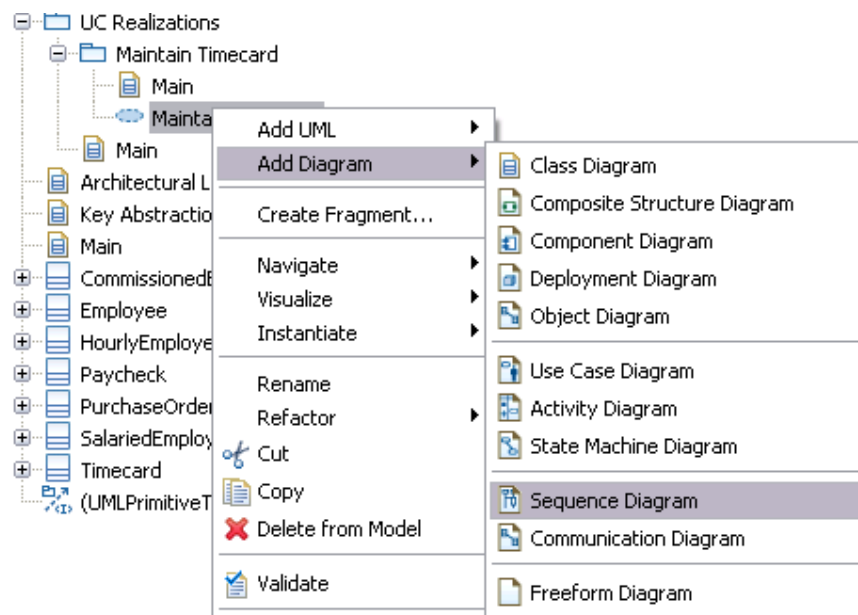 UC Realizations
Maintain Timecard
Main
Mainta
Main
Architectural L
Key Abstractio
Main
CommissionedE
Employee
HourlyEmploye
Paycheck
PurchaseOrder
SalariedEmploy
Timecard
(UMLPrimitiveT
Add UML
Add Diagram
Create Fragment...
Navigate
Visualize
Instantiate
Rename
Refactor
Cut
Copy
Delete from Model
Validate
Class Diagram
Composite Structure Diagram
Component Diagram
Deployment Diagram
Object Diagram
Use Case Diagram
Activity Diagram
State Machine Diagram
Sequence Diagram
Communication Diagram
Freeform Diagram